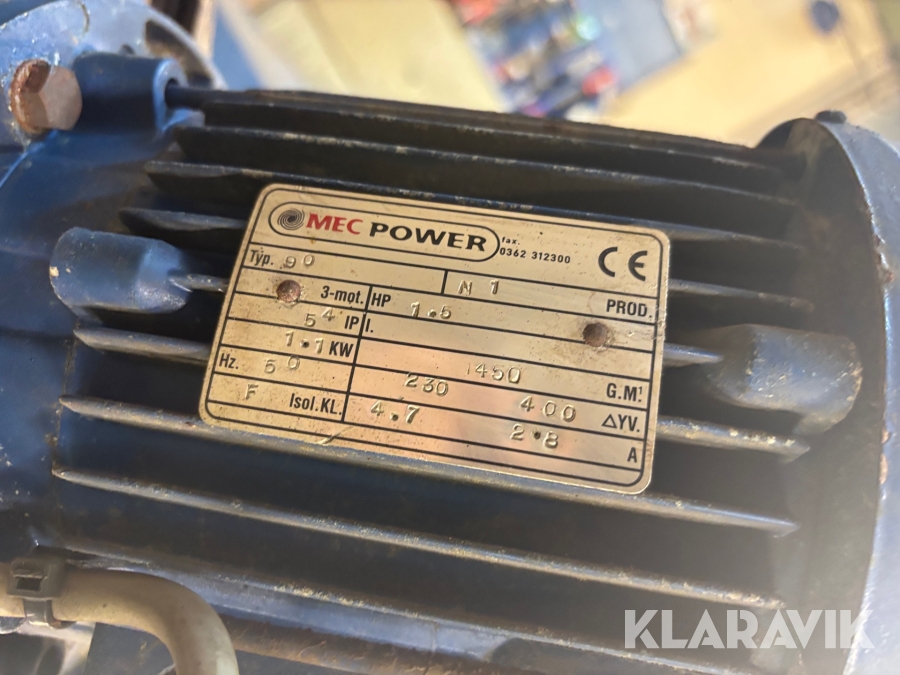 MEC POWER
fax.
0362 312300
CE
Typ. 90 N 1 PROD.
3-mot. HP 1.5
54 IP I.
1.1 KW 1450 G.M¹.
Hz. 50 230 400 ΔYV.
F Isol.KL. 4.7 2.8 A
KLARAVIK